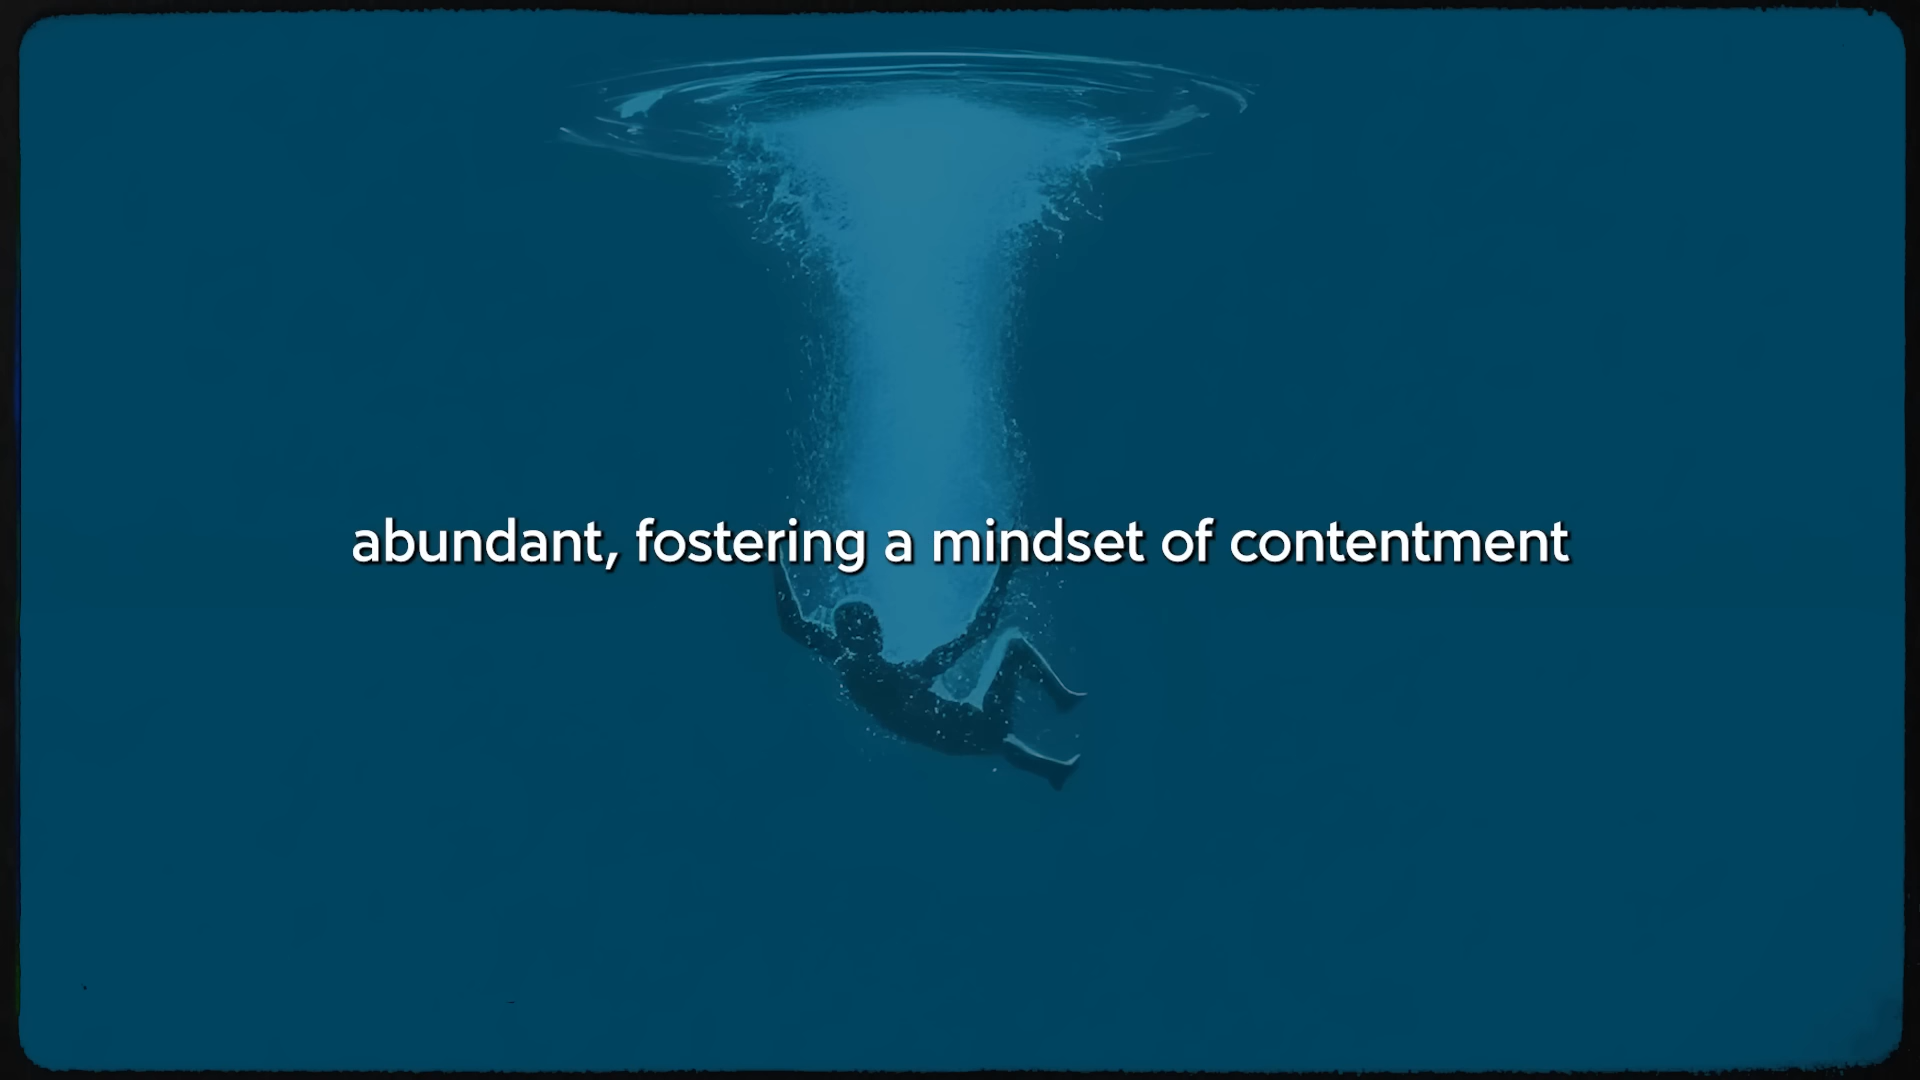 abundant, fostering a mindset of contentment